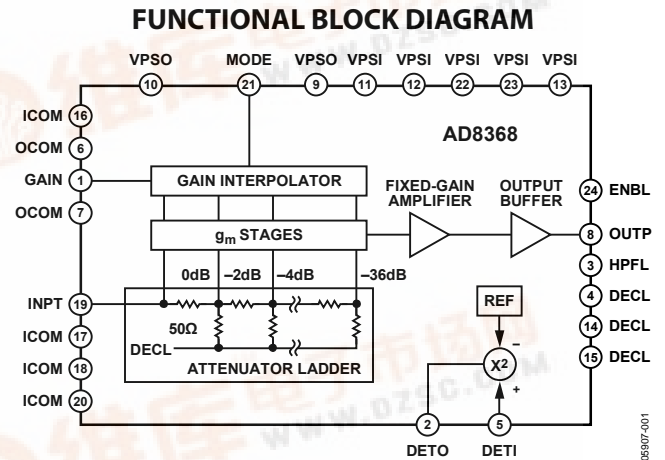 FUNCTIONAL BLOCK DIAGRAM
VPSO MODE VPSO VPSI VPSI VPSI VPSI VPSI
10 21 9 11 12 22 23 13
ICOM 16
OCOM 6
GAIN 1
OCOM 7
INPT 19
ICOM 17
ICOM 18
ICOM 20
AD8368
GAIN INTERPOLATOR
gm STAGES
FIXED-GAIN
AMPLIFIER
OUTPUT
BUFFER
0dB –2dB –4dB –36dB
50Ω
DECL
ATTENUATOR LADDER
REF
–
X2
+
24 ENBL
8 OUTP
3 HPFL
4 DECL
14 DECL
15 DECL
2 5
DETO DETI
05907-001
WWW.DZSC.COM